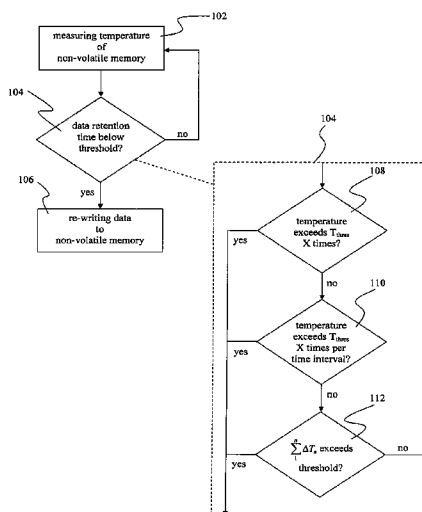 102
measuring temperature
of
non-volatile memory
104
data retention
time below
threshold?
no
yes
106
re-writing data
to
non-volatile memory
104
108
temperature
exceeds Tthres
X times?
yes
no
110
temperature
exceeds Tthres
X times per
time interval?
yes
no
112
n
∑ ΔTn exceeds
1
threshold?
yes
no